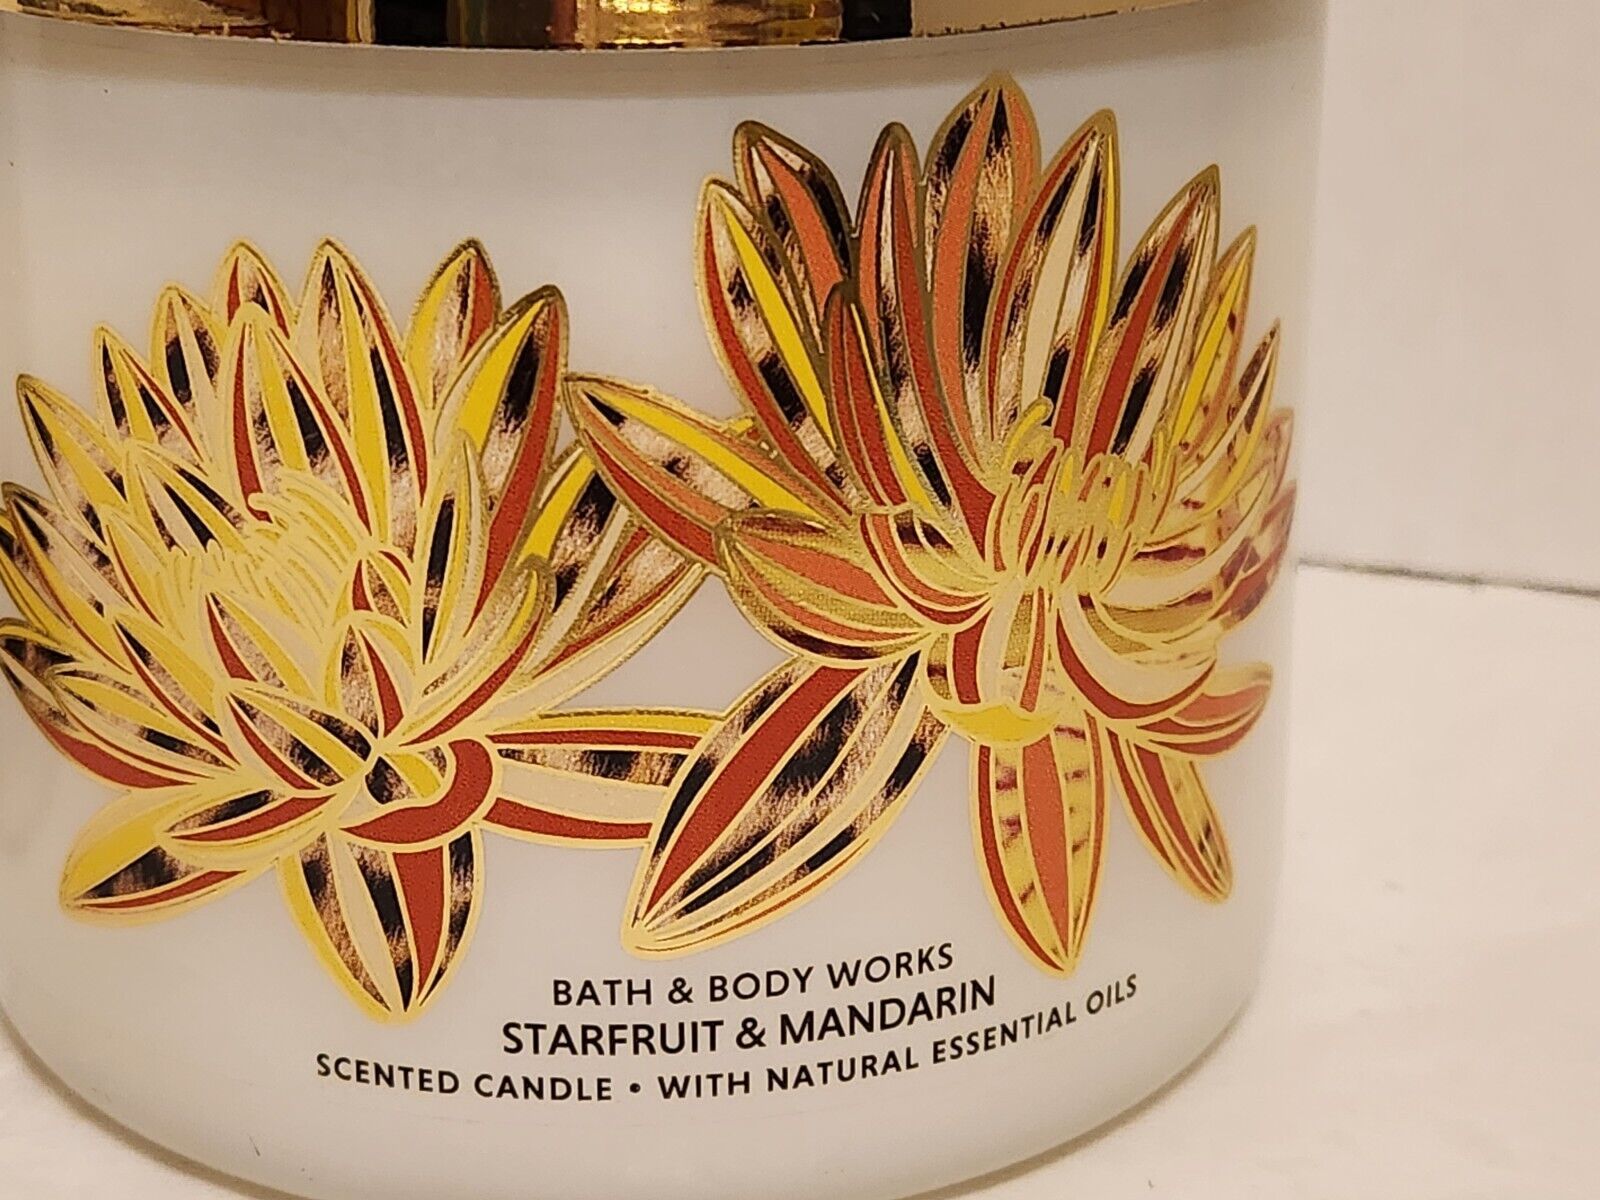 BATH & BODY WORKS
STARFRUIT & MANDARIN
SCENTED CANDLE • WITH NATURAL ESSENTIAL OILS